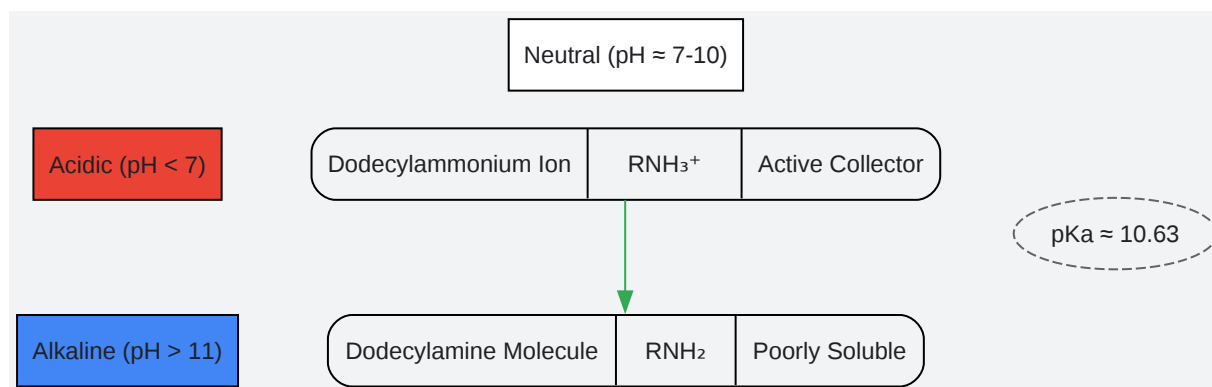 Neutral (pH ≈ 7-10)
Acidic (pH < 7)
Dodecylammonium Ion
RNH₃⁺
Active Collector
pKa ≈ 10.63
Alkaline (pH > 11)
Dodecylamine Molecule
RNH₂
Poorly Soluble